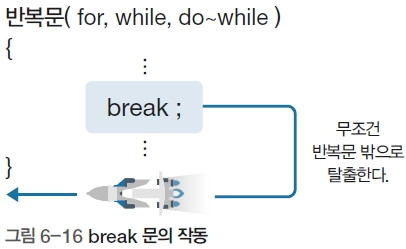 반복문( for, while, do~while )
{
⋮
break ;
⋮
}
무조건
반복문 밖으로
탈출한다.
그림 6-16 break 문의 작동